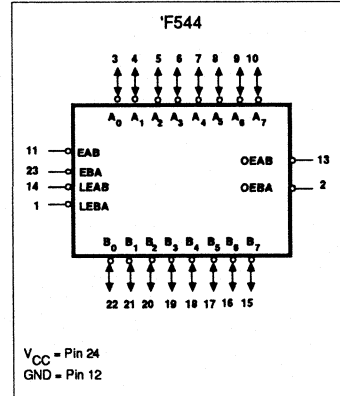 'F544
3 4 5 6 7 8 9 10
A0 A1 A2 A3 A4 A5 A6 A7
11 EAB
23 EBA
14 LEAB
1 LEBA
OEAB 13
OEBA 2
B0 B1 B2 B3 B4 B5 B6 B7
22 21 20 19 18 17 16 15
VCC = Pin 24
GND = Pin 12